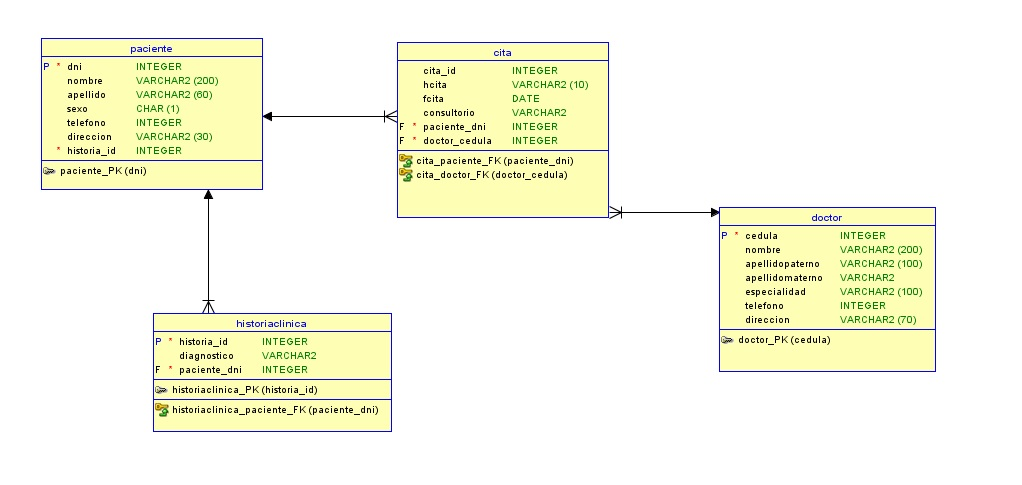 paciente
P * dni INTEGER
nombre VARCHAR2 (200)
apellido VARCHAR2 (60)
sexo CHAR (1)
telefono INTEGER
direccion VARCHAR2 (30)
* historia_id INTEGER
paciente_PK (dni)
cita
cita_id INTEGER
hcita VARCHAR2 (10)
fcita DATE
consultorio VARCHAR2
F * paciente_dni INTEGER
F * doctor_cedula INTEGER
cita_paciente_FK (paciente_dni)
cita_doctor_FK (doctor_cedula)
doctor
P * cedula INTEGER
nombre VARCHAR2 (200)
apellidopaterno VARCHAR2 (100)
apellidomaterno VARCHAR2
especialidad VARCHAR2 (100)
telefono INTEGER
direccion VARCHAR2 (70)
doctor_PK (cedula)
historiaclinica
P * historia_id INTEGER
diagnostico VARCHAR2
F * paciente_dni INTEGER
historiaclinica_PK (historia_id)
historiaclinica_paciente_FK (paciente_dni)